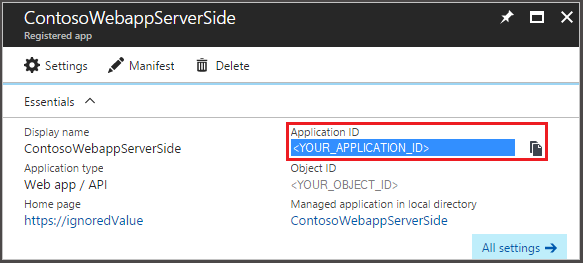 ContosoWebappServerSide
Registered app
Settings Manifest Delete
Essentials
Display name
ContosoWebappServerSide
Application type
Web app / API
Home page
https://ignoredValue
Application ID
<YOUR_APPLICATION_ID>
Object ID
<YOUR_OBJECT_ID>
Managed application in local directory
ContosoWebappServerSide
All settings →